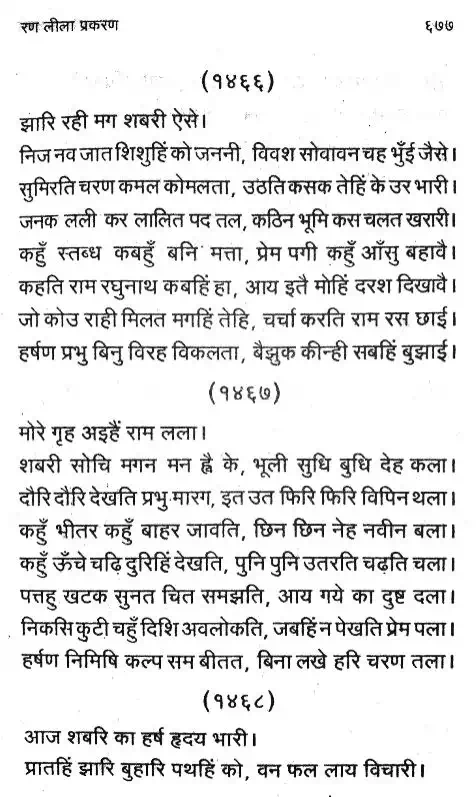 रण लीला प्रकरण ६७७
(१४६६)
झारि रही मग शबरी ऐसे।
निज नव जात शिशुहिं को जननी, विवश सोवावन चह भुँई जैसे।
सुमिरति चरण कमल कोमलता, उठति कसक तेहिं के उर भारी।
जनक लली कर लालित पद तल, कठिन भूमि कस चलत खरारी।
कहुँ स्तब्ध कबहुँ बनि मत्ता, प्रेम पगी कहुँ आँसु बहावै।
कहति राम रघुनाथ कबहिं हा, आय इतै मोहिं दरश दिखावै।
जो कोउ राही मिलत मगहिं तेहि, चर्चा करति राम रस छाई।
हर्षण प्रभु बिनु विरह विकलता, बैझुक कीन्ही सबहिं बुझाई।
(१४६७)
मोरे गृह अइहैं राम लला।
शबरी सोचि मगन मन ह्वै के, भूली सुधि बुधि देह कला।
दौरि दौरि देखति प्रभु मारग, इत उत फिरि फिरि विपिन थला।
कहुँ भीतर कहुँ बाहर जावति, छिन छिन नेह नवीन बला।
कहुँ ऊँचे चढ़ि दुरिहिं देखति, पुनि पुनि उतरति चढ़ति चला।
पत्तहु खटक सुनत चित समझति, आय गये का दुष्ट दला।
निकसि कुटी चहुँ दिशि अवलोकति, जबहिं न पेखति प्रेम पला।
हर्षण निमिषि कल्प सम बीतत, बिना लखे हरि चरण तला।
(१४६८)
आज शबरि का हर्ष हृदय भारी।
प्रातहिं झारि बुहारि पथहिं को, वन फल लाय विचारी।